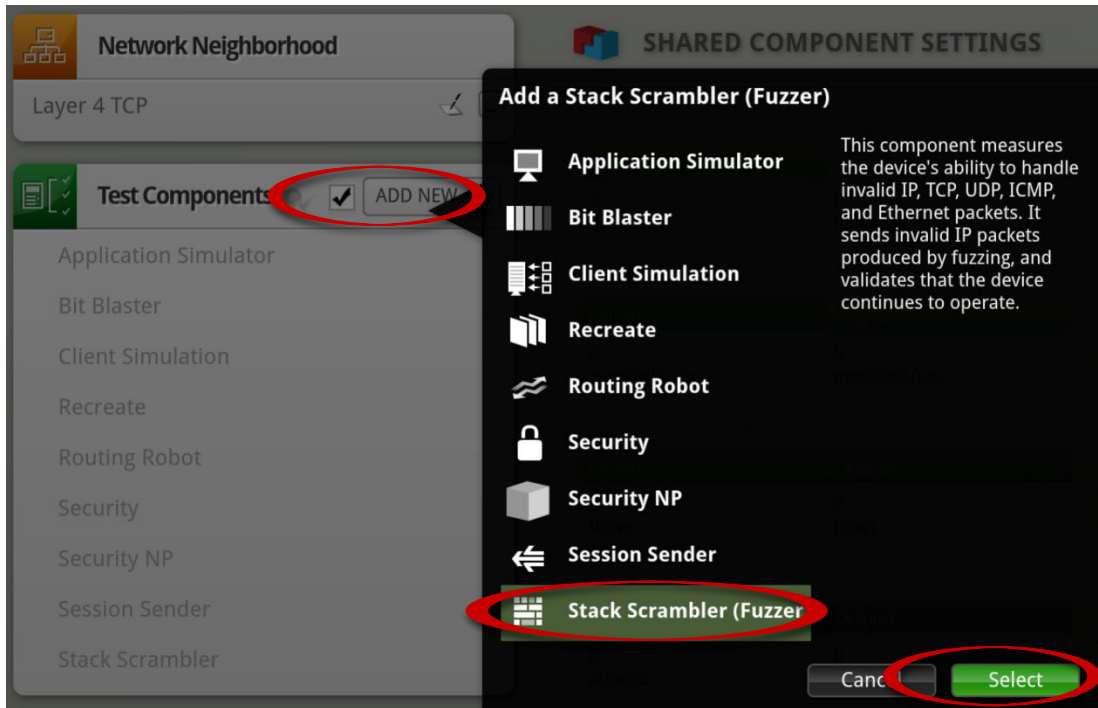 Network Neighborhood
SHARED COMPONENT SETTINGS
Layer 4 TCP
Test Components
ADD NEW
Application Simulator
Bit Blaster
Client Simulation
Recreate
Routing Robot
Security
Security NP
Session Sender
Stack Scrambler
Add a Stack Scrambler (Fuzzer)
Application Simulator
Bit Blaster
Client Simulation
Recreate
Routing Robot
Security
Security NP
Session Sender
Stack Scrambler (Fuzzer
This component measures
the device's ability to handle
invalid IP, TCP, UDP, ICMP,
and Ethernet packets. It
sends invalid IP packets
produced by fuzzing, and
validates that the device
continues to operate.
Canc
Select